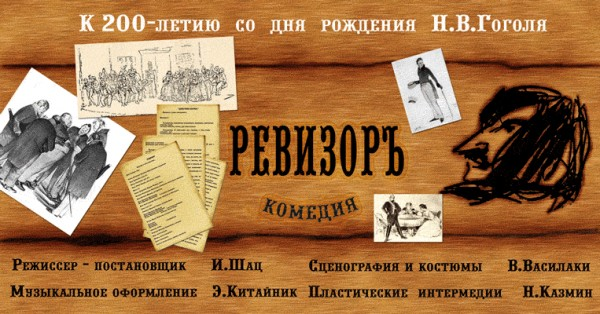 К 200-летию со дня рождения Н.В.Гоголя
РЕВИЗОРЪ
КОМЕДИЯ
Режиссер - постановщик И.Шац Сценография и костюмы В.Василаки
Музыкальное оформление Э.Китайник Пластические интермедии Н.Казмин